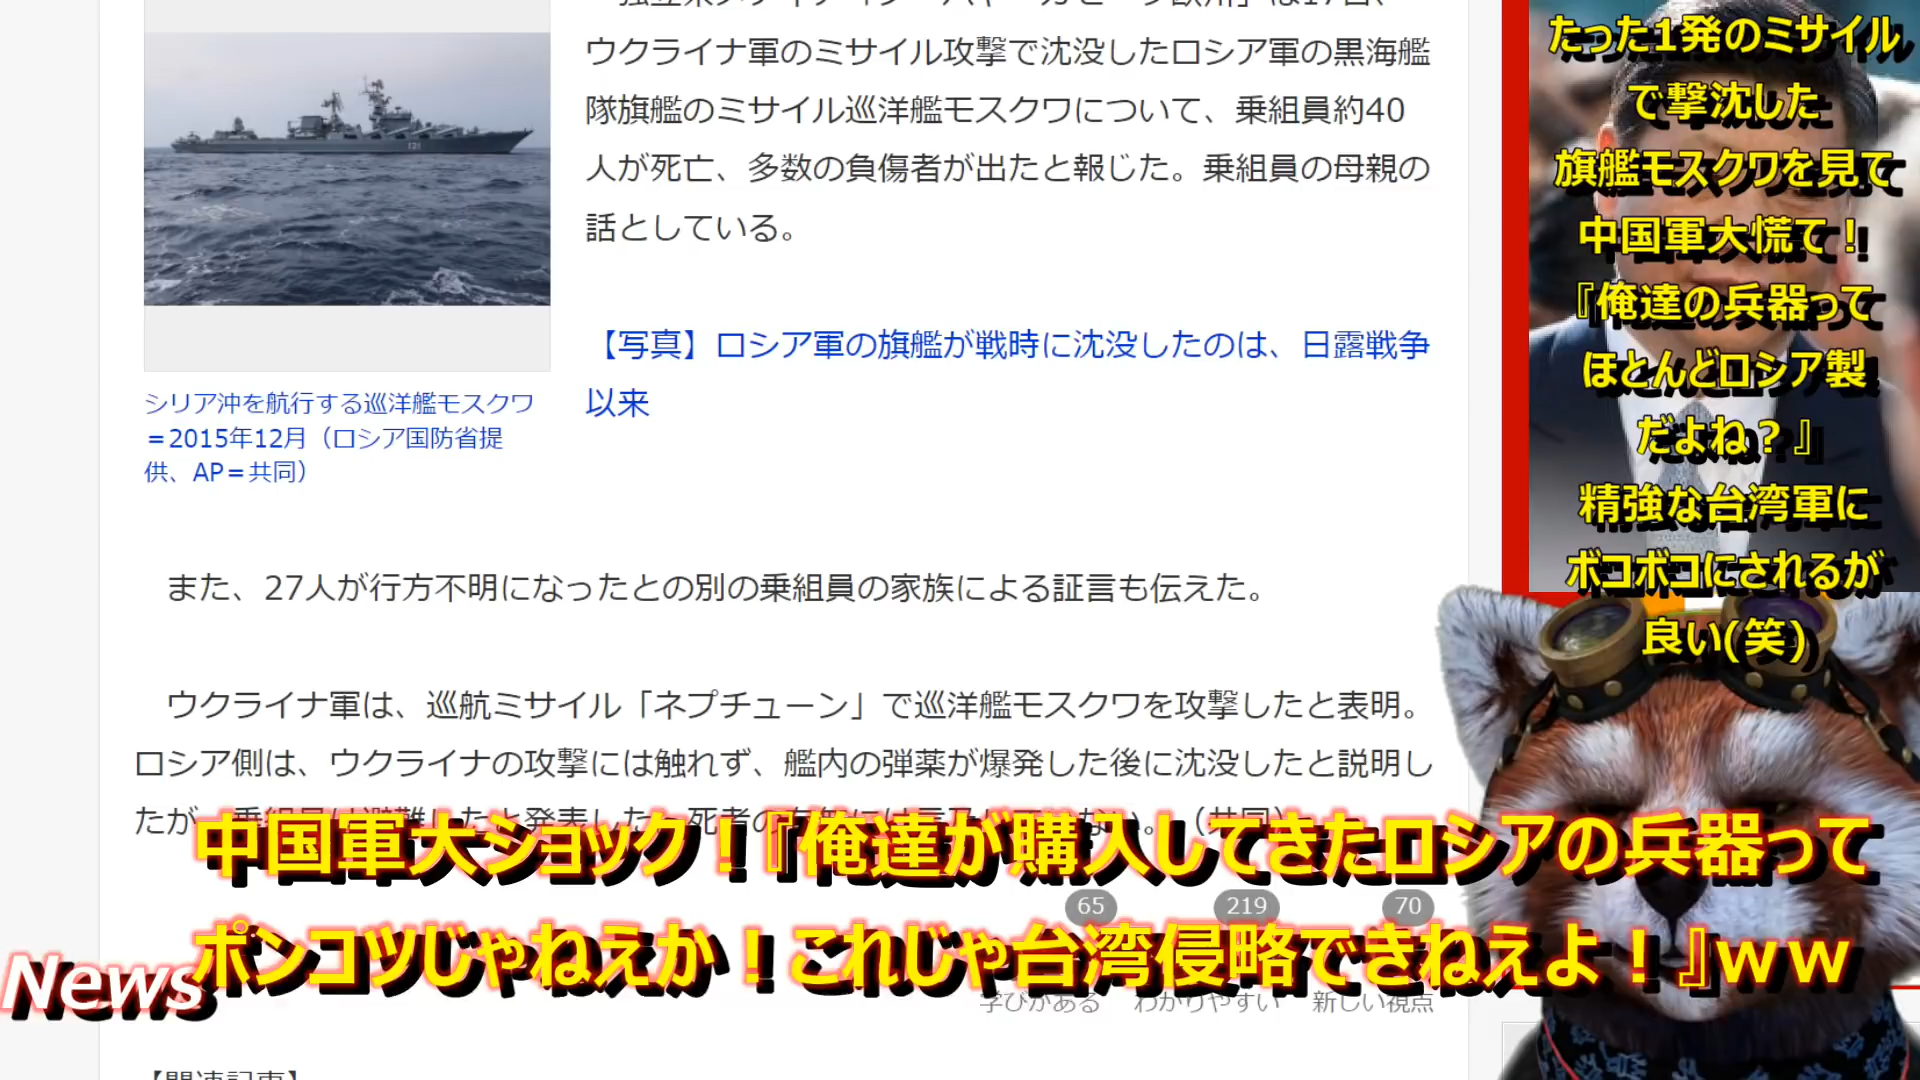 ウクライナ軍のミサイル攻撃で沈没したロシア軍の黒海艦
隊旗艦のミサイル巡洋艦モスクワについて、乗組員約40
人が死亡、多数の負傷者が出たと報じた。乗組員の母親の
話としている。
【写真】ロシア軍の旗艦が戦時に沈没したのは、日露戦争
以来
121
シリア沖を航行する巡洋艦モスクワ
＝2015年12月（ロシア国防省提
供、AP＝共同）
また、27人が行方不明になったとの別の乗組員の家族による証言も伝えた。
ウクライナ軍は、巡航ミサイル「ネプチューン」で巡洋艦モスクワを攻撃したと表明。
ロシア側は、ウクライナの攻撃には触れず、艦内の弾薬が爆発した後に沈没したと説明し
たが
65
219
70
学びがある
わかりやすい
新しい視点
たった1発のミサイル
で撃沈した
旗艦モスクワを見て
中国軍大慌て！
『俺達の兵器って
ほとんどロシア製
だよね？』
精強な台湾軍に
ボコボコにされるが
良い(笑)
中国軍大ショック！『俺達が購入してきたロシアの兵器って
ポンコツじゃねえか！これじゃ台湾侵略できねえよ！』ｗｗ
News